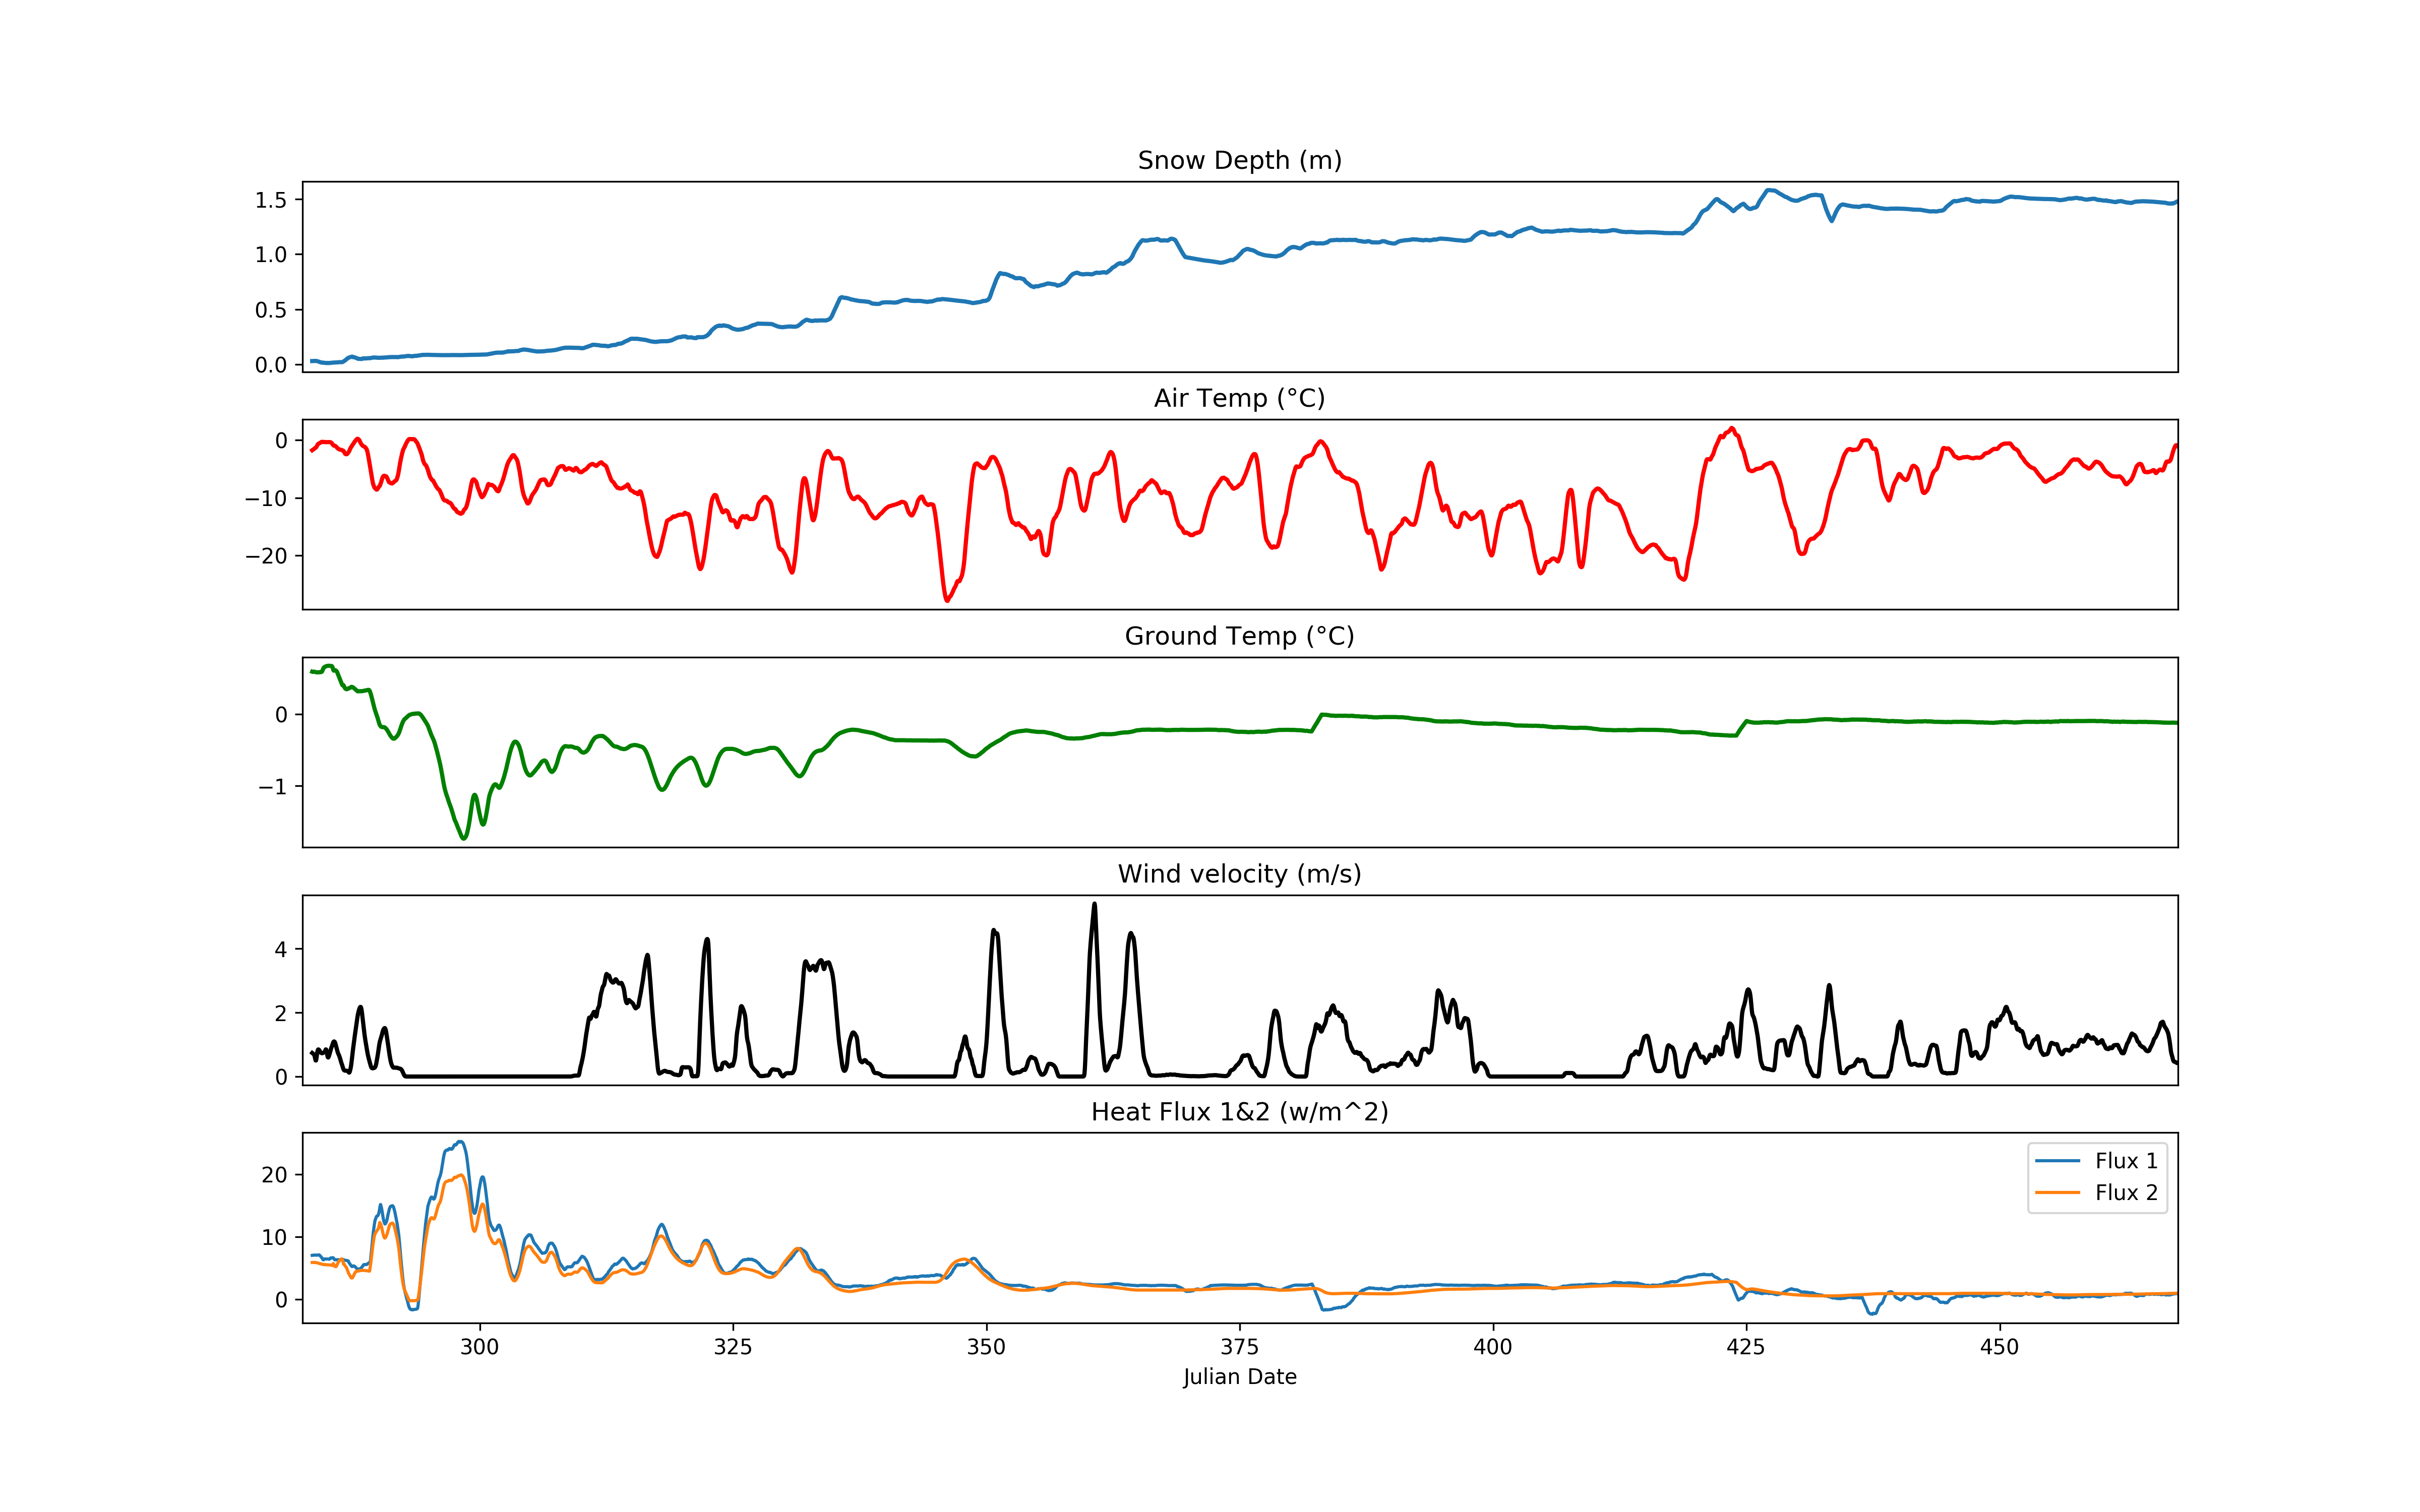 Snow Depth (m)
1.5
1.0
0.5
0.0
Air Temp (°C)
0
−10
−20
Ground Temp (°C)
0
−1
Wind velocity (m/s)
4
2
0
Heat Flux 1&2 (w/m^2)
20
10
0
Flux 1
Flux 2
300 325 350 375 400 425 450
Julian Date